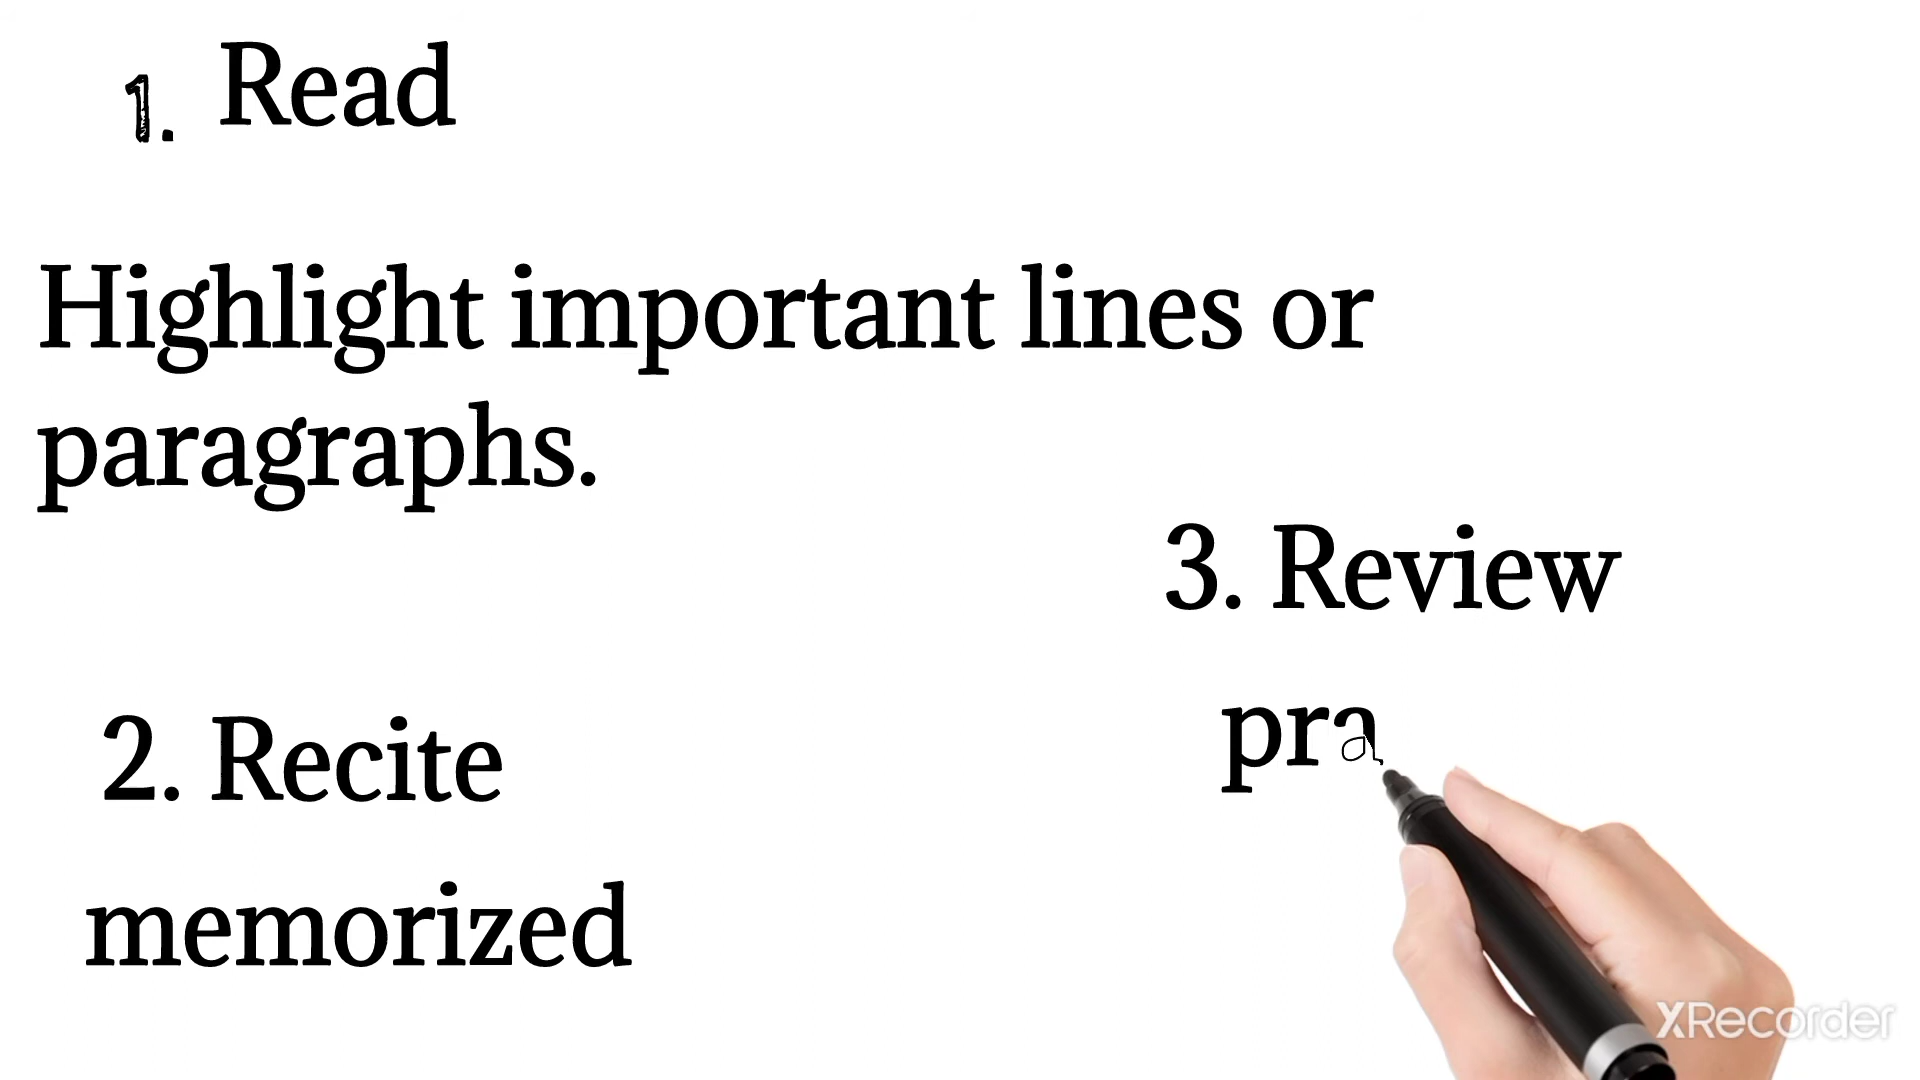 1. Read
Highlight important lines or
paragraphs.
2. Recite
memorized
3. Review
pra
XRecorder